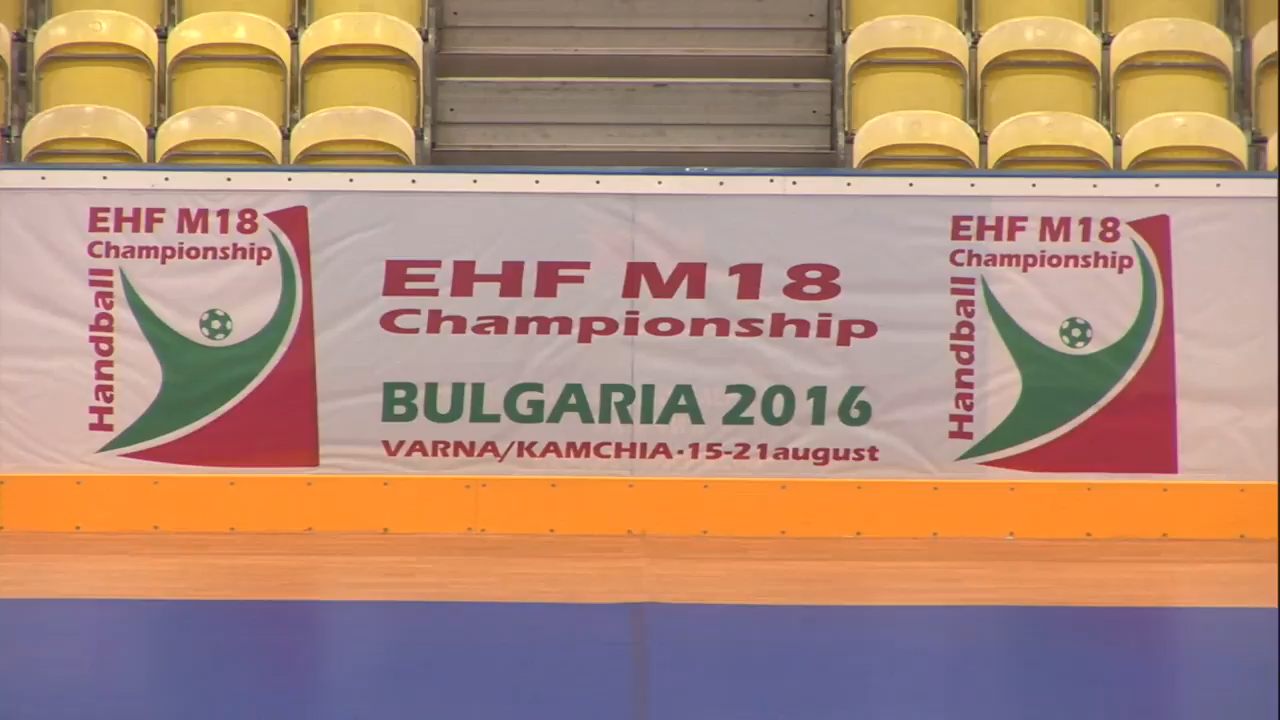 EHF M18
Championship
Handball
EHF M18
Championship
BULGARIA 2016
VARNA/KAMCHIA·15-21august
EHF M18
Championship
Handball